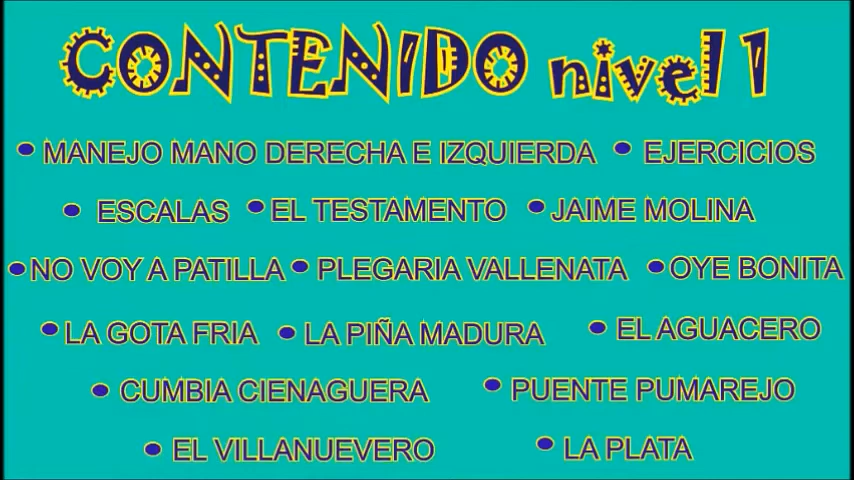 CONTENIDO nivel 1
• MANEJO MANO DERECHA E IZQUIERDA • EJERCICIOS
• ESCALAS • EL TESTAMENTO • JAIME MOLINA
• NO VOY A PATILLA • PLEGARIA VALLENATA • OYE BONITA
• LA GOTA FRIA • LA PIÑA MADURA • EL AGUACERO
• CUMBIA CIENAGUERA • PUENTE PUMAREJO
• EL VILLANUEVERO • LA PLATA